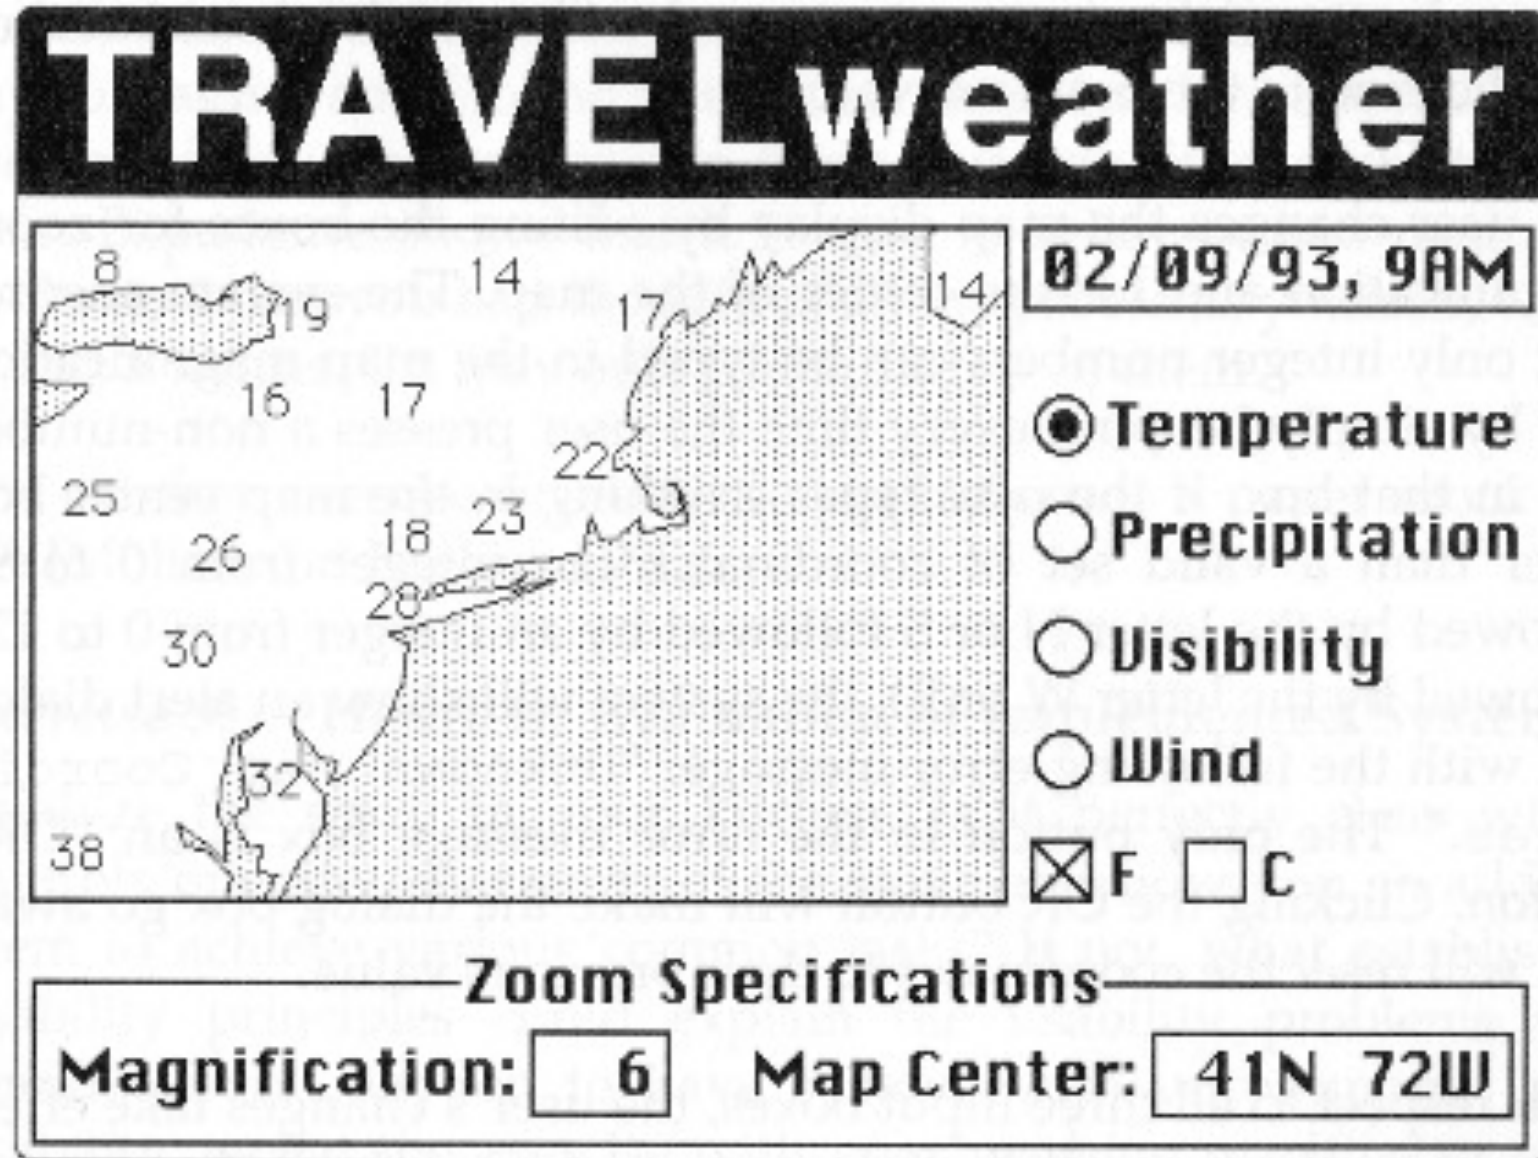 TRAVELweather
02/09/93, 9AM
8
14
14
19
17
16
17
22
25
23
18
26
28
30
32
38
Temperature
Precipitation
Visibility
Wind
F
C
Zoom Specifications
Magnification: 6
Map Center: 41N 72W